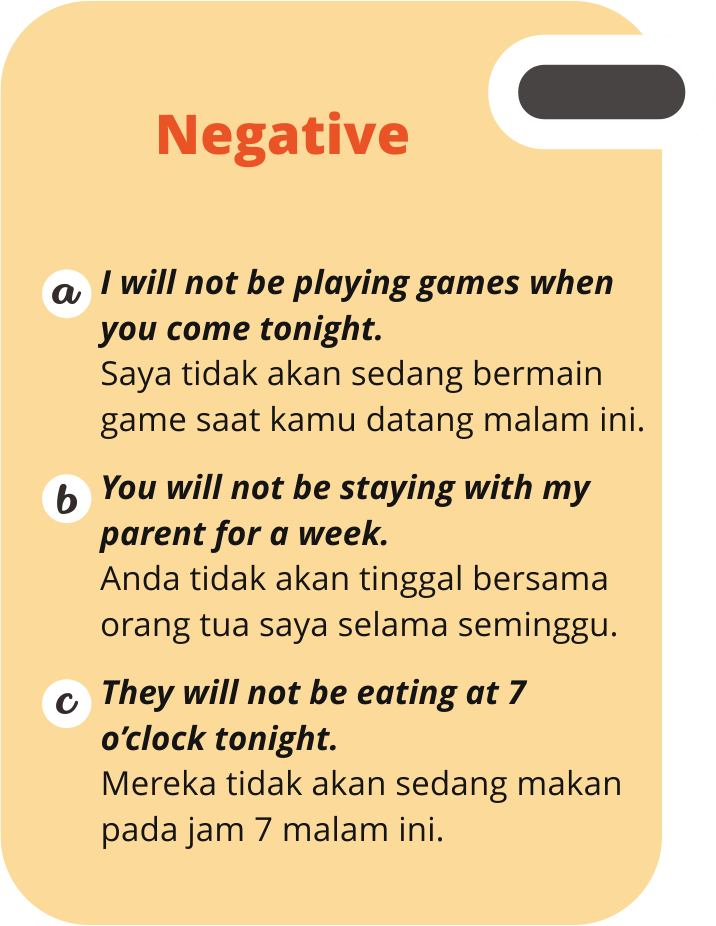 Negative
a I will not be playing games when
you come tonight.
Saya tidak akan sedang bermain
game saat kamu datang malam ini.
b You will not be staying with my
parent for a week.
Anda tidak akan tinggal bersama
orang tua saya selama seminggu.
c They will not be eating at 7
o’clock tonight.
Mereka tidak akan sedang makan
pada jam 7 malam ini.